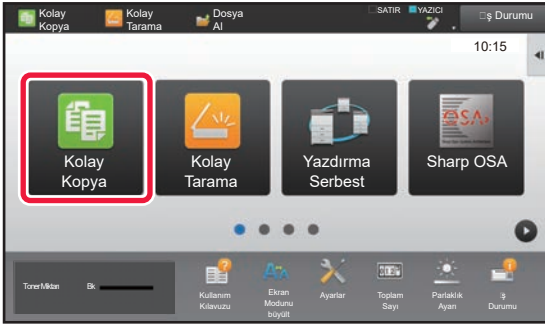 Kolay
Kopya
Kolay
Tarama
Dosya
Al
SATIR
YAZICI
ş Durumu
10:15
Kolay
Kopya
Kolay
Tarama
Yazdırma
Serbest
Sharp OSA
OSA
Toner Miktarı
Bk
Kullanım
Kılavuzu
Ekran
Modunu
büyült
Ayarlar
Toplam
Sayı
Parlaklık
Ayarı
ş
Durumu